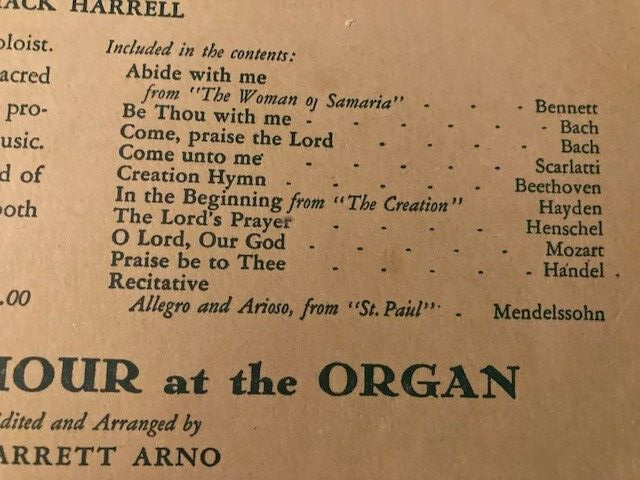 ACK HARRELL
oloist.
acred
pro-
usic.
d of
ooth
.00
Included in the contents:
Abide with me
from "The Woman of Samaria" - - - Bennett
Be Thou with me - - - - - - Bach
Come, praise the Lord - - - - - Bach
Come unto me - - - - - - Scarlatti
Creation Hymn - - - - - - Beethoven
In the Beginning from "The Creation" Hayden
The Lord's Prayer - - - - - Henschel
O Lord, Our God - - - - - Mozart
Praise be to Thee - - - - - Handel
Recitative
Allegro and Arioso, from "St. Paul" - Mendelssohn
HOUR at the ORGAN
dited and Arranged by
ARRETT ARNO